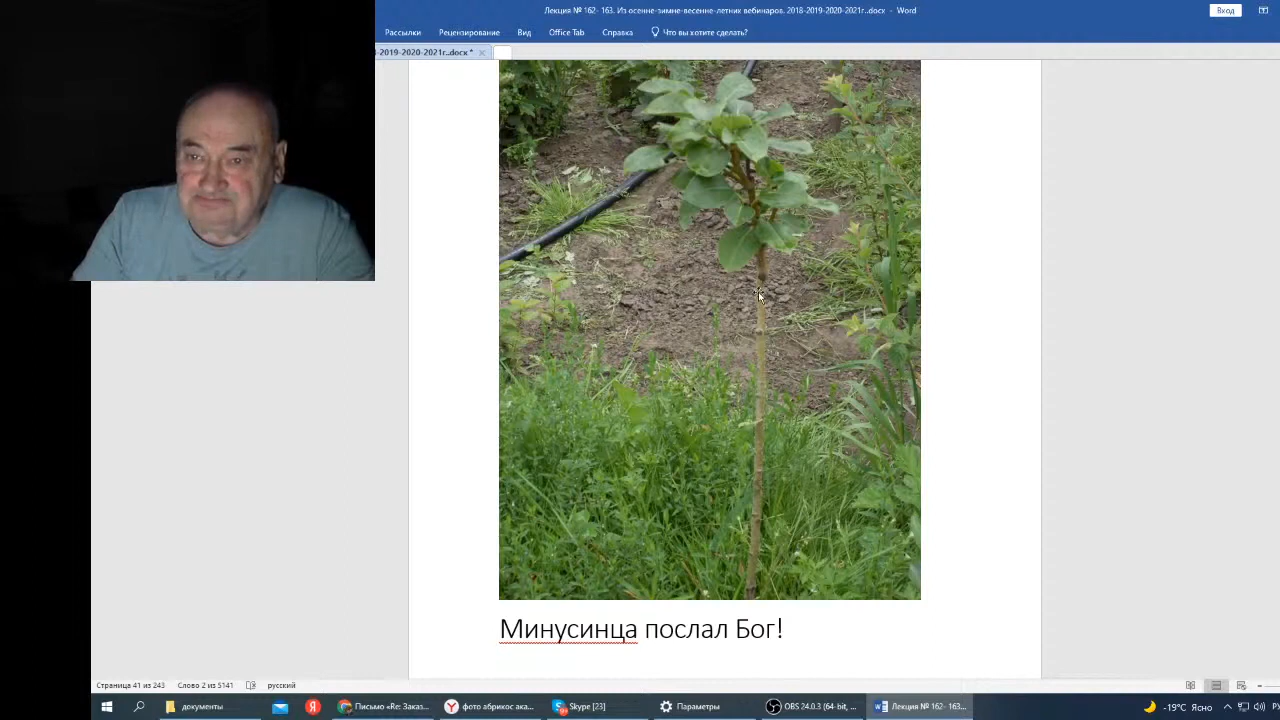 Лекция № 162- 163. Из осенне-зимне-весенне-летних вебинаров. 2018-2019-2020-2021г..docx - Word
Вход
Рассылки Рецензирование Вид Office Tab Справка Что вы хотите сделать?
-2019-2020-2021г..docx *
Минусинца послал Бог!
Страница 41 из 243 Слово 2 из 5141 русский
документы Письмо «Re: Заказ... фото абрикос ака... Skype [23] Параметры OBS 24.0.3 (64-bit, ... Лекция № 162- 163... -19°C Ясно